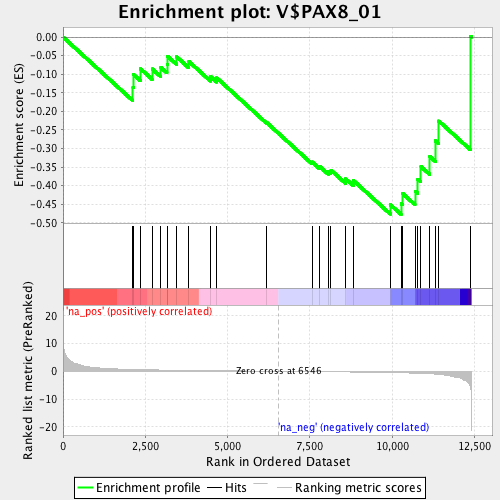 Enrichment plot: V$PAX8_01
Enrichment score (ES)
0.00
-0.05
-0.10
-0.15
-0.20
-0.25
-0.30
-0.35
-0.40
-0.45
-0.50
'na_pos' (positively correlated)
Ranked list metric (PreRanked)
20
10
0
-10
-20
Zero cross at 6546
'na_neg' (negatively correlated)
0
2,500
5,000
7,500
10,000
12,500
Rank in Ordered Dataset
Enrichment profile
Hits
Ranking metric scores